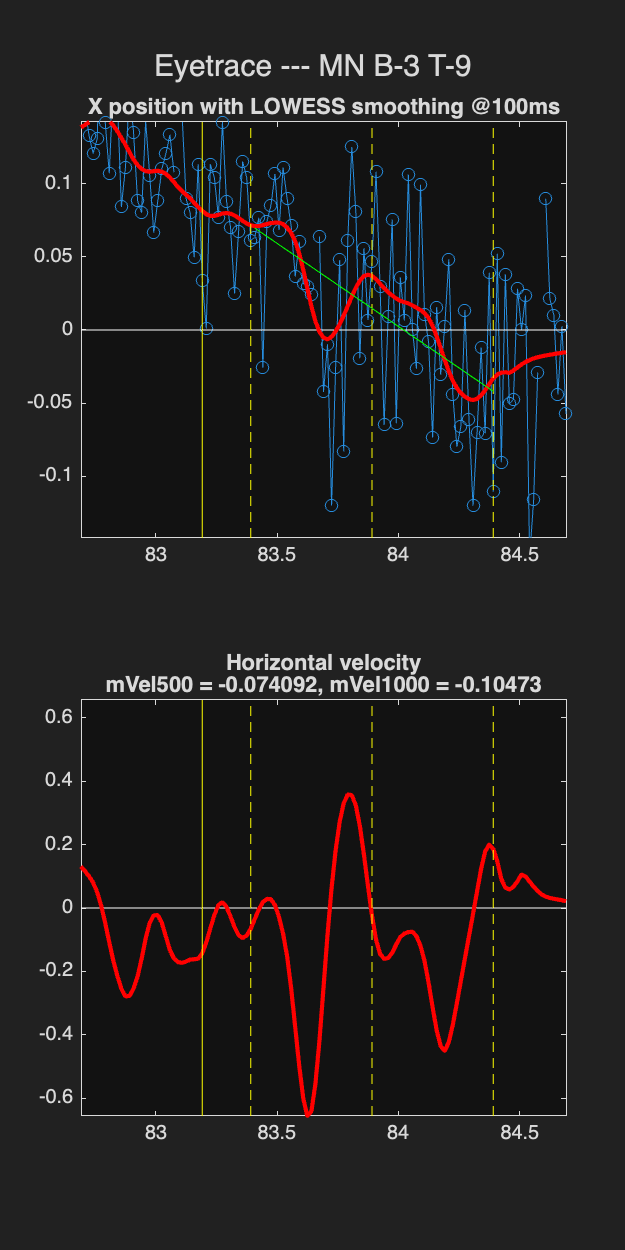 Eyetrace --- MN B-3 T-9
X position with LOWESS smoothing @100ms
0.1
0.05
0
-0.05
-0.1
83 83.5 84 84.5
Horizontal velocity
mVel500 = -0.074092, mVel1000 = -0.10473
0.6
0.4
0.2
0
-0.2
-0.4
-0.6
83 83.5 84 84.5